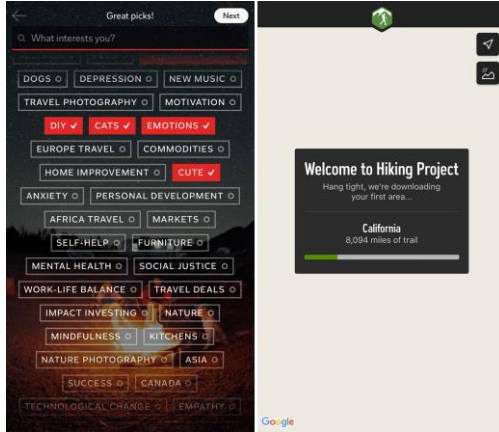 Great picks!
Next
What interests you?
DOGS DEPRESSION NEW MUSIC
TRAVEL PHOTOGRAPHY MOTIVATION
DIY CATS EMOTIONS
EUROPE TRAVEL COMMODITIES
HOME IMPROVEMENT CUTE
ANXIETY PERSONAL DEVELOPMENT
AFRICA TRAVEL MARKETS
SELF-HELP FURNITURE
MENTAL HEALTH SOCIAL JUSTICE
WORK-LIFE BALANCE TRAVEL DEALS
IMPACT INVESTING NATURE
MINDFULNESS KITCHENS
NATURE PHOTOGRAPHY ASIA
SUCCESS CANADA
TECHNOLOGICAL CHANGE EMPATHY
Welcome to Hiking Project
Hang tight, we're downloading
your first area...
California
8,094 miles of trail
Google